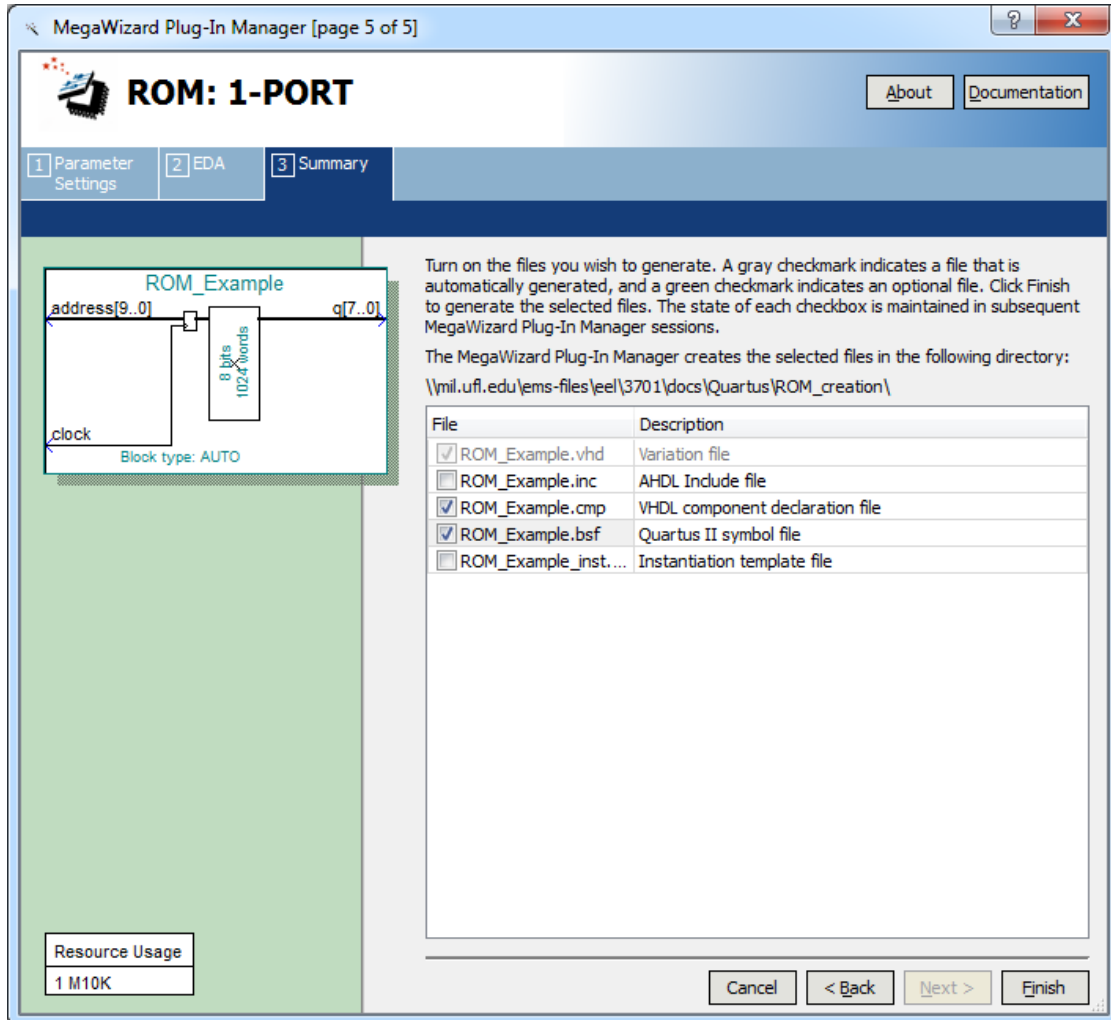 MegaWizard Plug-In Manager [page 5 of 5]
ROM: 1-PORT
About
Documentation
1 Parameter Settings
2 EDA
3 Summary
ROM_Example
address[9..0]
q[7..0]
8 bits
1024 words
clock
Block type: AUTO
Turn on the files you wish to generate. A gray checkmark indicates a file that is
automatically generated, and a green checkmark indicates an optional file. Click Finish
to generate the selected files. The state of each checkbox is maintained in subsequent
MegaWizard Plug-In Manager sessions.
The MegaWizard Plug-In Manager creates the selected files in the following directory:
\\mil.ufl.edu\ems-files\eel\3701\docs\Quartus\ROM_creation\
File Description
ROM_Example.vhd Variation file
ROM_Example.inc AHDL Include file
ROM_Example.cmp VHDL component declaration file
ROM_Example.bsf Quartus II symbol file
ROM_Example_inst.... Instantiation template file
Resource Usage
1 M10K
Cancel
< Back
Next >
Finish